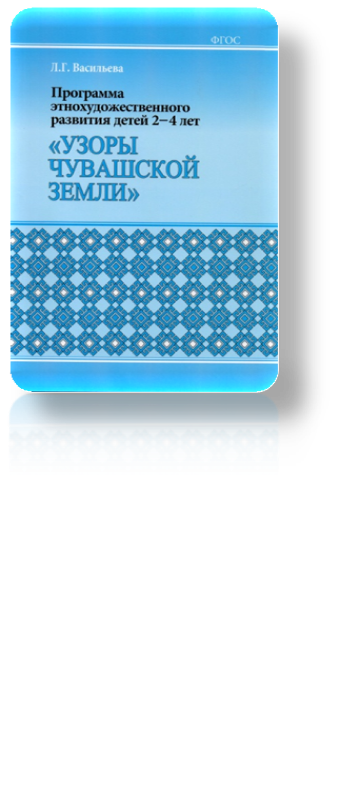 ФГОС
Л.Г. Васильева
Программа
этнохудожественного
развития детей 2–4 лет
«УЗОРЫ
ЧУВАШСКОЙ
ЗЕМЛИ»